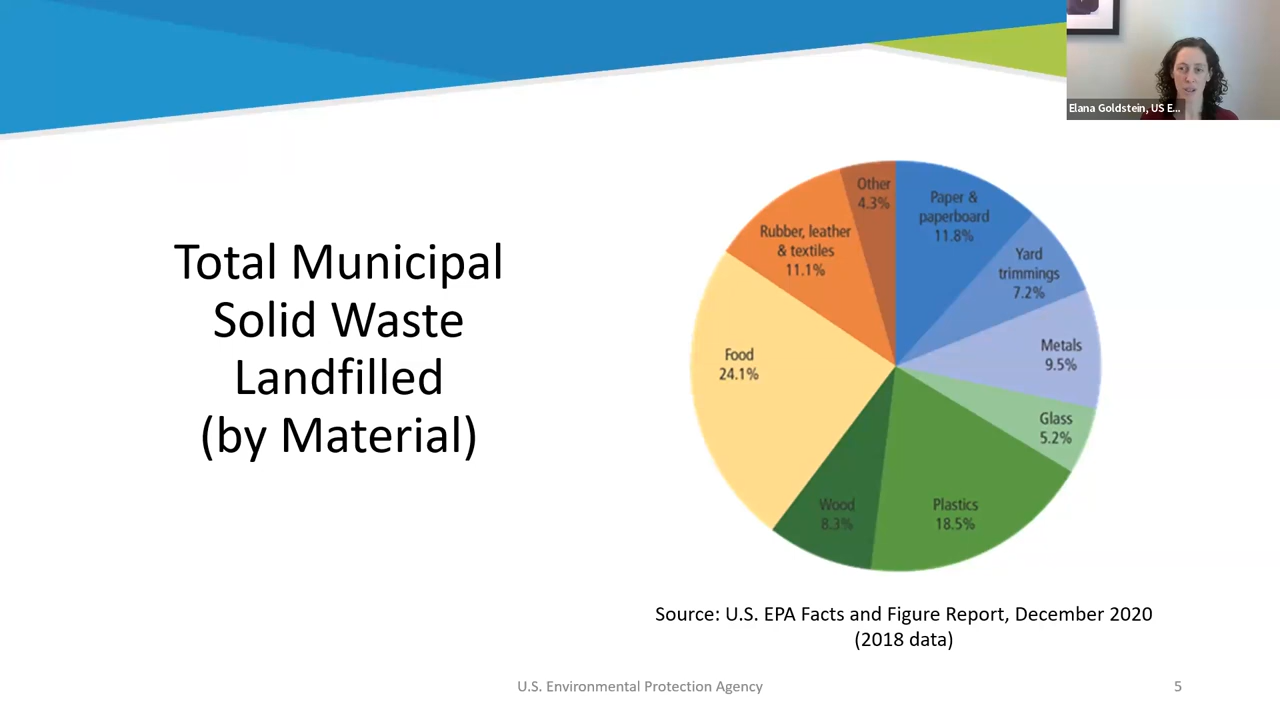 Elana Goldstein, US E...
Total Municipal
Solid Waste
Landfilled
(by Material)
Other
4.3%
Paper &
paperboard
11.8%
Yard
trimmings
7.2%
Metals
9.5%
Glass
5.2%
Plastics
18.5%
Wood
8.3%
Food
24.1%
Rubber, leather
& textiles
11.1%
Source: U.S. EPA Facts and Figure Report, December 2020
(2018 data)
U.S. Environmental Protection Agency
5